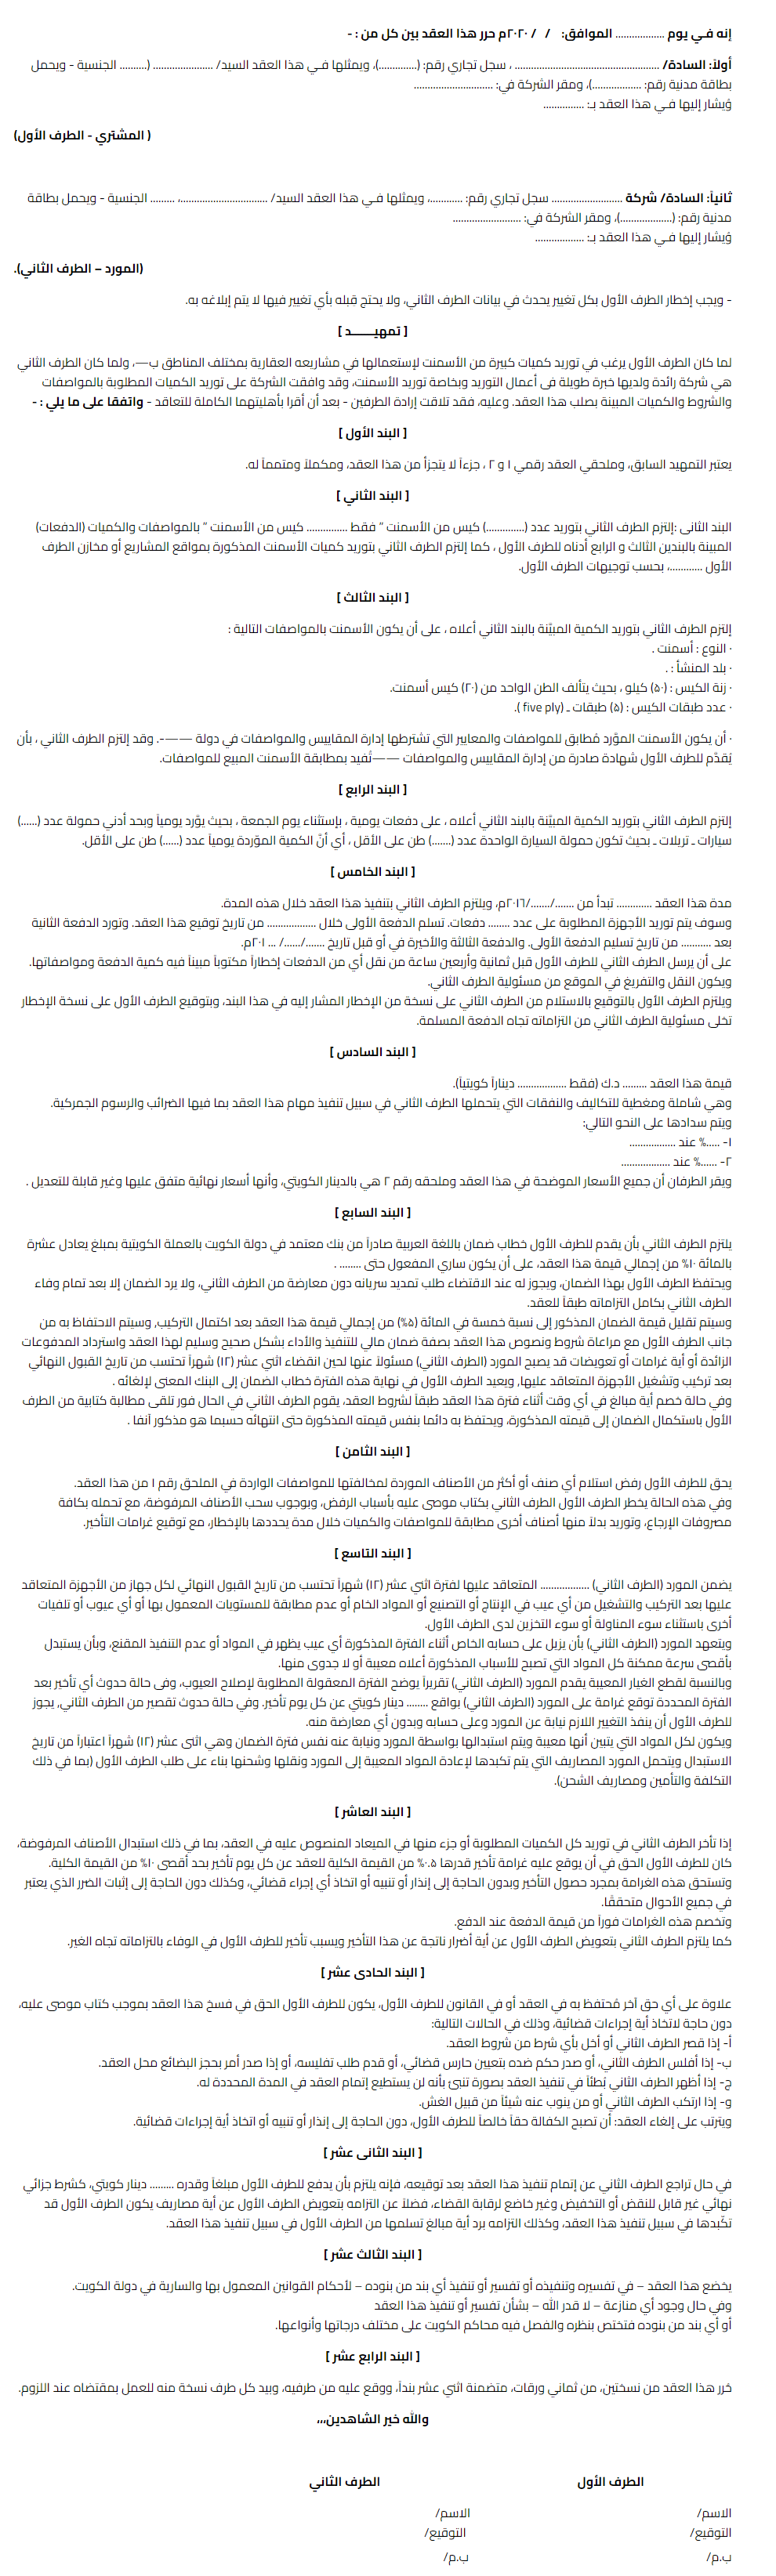 إنه فـي يوم .................. الموافق:    /   / ٢٠٢٠م حرر هذا العقد بين كل من : -
أولاً: السادة/ ..................................................... ، سجل تجاري رقم: (..............)، ويمثلها فـي هذا العقد السيد/ ...................... (.......... الجنسية - ويحمل
بطاقة مدنية رقم: ..................)، ومقر الشركة في: .............................
ويُشار إليها فـي هذا العقد بـ: ...............
( المشتري - الطرف الأول)
ثانياً: السادة/ شركة .......................... سجل تجاري رقم: ............، ويمثلها فـي هذا العقد السيد/ ................................، ......... الجنسية - ويحمل بطاقة
مدنية رقم: (...................)، ومقر الشركة في: .........................
ويُشار إليها فـي هذا العقد بـ: ..................
(المورد – الطرف الثاني).
- ويجب إخطار الطرف الأول بكل تغيير يحدث في بيانات الطرف الثاني، ولا يحتج قبله بأي تغيير فيها لا يتم إبلاغه به.
[ تمهيـــــــد ]
لما كان الطرف الأول يرغب في توريد كميات كبيرة من الأسمنت لإستعمالها في مشاريعه العقارية بمختلف المناطق ب—-، ولما كان الطرف الثاني
هي شركة رائدة ولديها خبرة طويلة فى أعمال التوريد وبخاصة توريد الأسمنت، وقد وافقت الشركة على توريد الكميات المطلوبة بالمواصفات
والشروط والكميات المبينة بصلب هذا العقد. وعليه، فقد تلاقت إرادة الطرفين - بعد أن أقرا بأهليتهما الكاملة للتعاقد - واتفقا على ما يلي : -
[ البند الأول ]
يعتبر التمهيد السابق، وملحقي العقد رقمي ١ و ٢ ، جزءاً لا يتجزأ من هذا العقد، ومكملاً ومتمماً له.
[ البند الثاني ]
البند الثانى :إلتزم الطرف الثاني بتوريد عدد (..............) كيس من الأسمنت " فقط ............... كيس من الأسمنت " بالمواصفات والكميات (الدفعات)
المبينة بالبندين الثالث و الرابع أدناه للطرف الأول ، كما إلتزم الطرف الثاني بتوريد كميات الأسمنت المذكورة بمواقع المشاريع أو مخازن الطرف
الأول ............، بحسب توجيهات الطرف الأول.
[ البند الثالث ]
إلتزم الطرف الثاني بتوريد الكمية المبيّنة بالبند الثاني أعلاه ، على أن يكون الأسمنت بالمواصفات التالية :
· النوع : أسمنت .
· بلد المنشأ : .
· زنة الكيس : (٥٠) كيلو ، بحيث يتألف الطن الواحد من (٢٠) كيس أسمنت.
· عدد طبقات الكيس : (٥) طبقات ـ (five ply ).
· أن يكون الأسمنت المورَّد مُطابق للمواصفات والمعايير التي تشترطها إدارة المقاييس والمواصفات في دولة ——-. وقد إلتزم الطرف الثاني ، بأن
يُقدِّم للطرف الأول شهادة صادرة من إدارة المقاييس والمواصفات ——تُفيد بمطابقة الأسمنت المبيع للمواصفات.
[ البند الرابع ]
إلتزم الطرف الثاني بتوريد الكمية المبيّنة بالبند الثاني أعلاه ، على دفعات يومية ، بإستثناء يوم الجمعة ، بحيث يوِّرد يومياً وبحد أدني حمولة عدد (......)
سيارات ـ تريلات ـ بحيث تكون حمولة السيارة الواحدة عدد (.......) طن على الأقل ، أي أنَّ الكمية المورّدة يومياً عدد (......) طن على الأقل.
[ البند الخامس ]
مدة هذا العقد ............. تبدأ من ......./......./٢٠١٦م، ويلتزم الطرف الثاني بتنفيذ هذا العقد خلال هذه المدة.
وسوف يتم توريد الأجهزة المطلوبة على عدد ........ دفعات. تسلم الدفعة الأولى خلال .................. من تاريخ توقيع هذا العقد. وتورد الدفعة الثانية
بعد ........... من تاريخ تسليم الدفعة الأولى. والدفعة الثالثة والأخيرة في أو قبل تاريخ ......./....../ ... ٢٠١م.
على أن يرسل الطرف الثاني للطرف الأول قبل ثمانية وأربعين ساعة من نقل أي من الدفعات إخطاراً مكتوباً مبيناً فيه كمية الدفعة ومواصفاتها.
ويكون النقل والتفريغ في الموقع من مسئولية الطرف الثاني.
ويلتزم الطرف الأول بالتوقيع بالاستلام من الطرف الثاني على نسخة من الإخطار المشار إليه في هذا البند، وبتوقيع الطرف الأول على نسخة الإخطار
تخلى مسئولية الطرف الثاني من التزاماته تجاه الدفعة المسلمة.
[ البند السادس ]
قيمة هذا العقد ......... د.ك (فقط .................. ديناراً كويتياً).
وهي شاملة ومغطية للتكاليف والنفقات التي يتحملها الطرف الثاني في سبيل تنفيذ مهام هذا العقد بما فيها الضرائب والرسوم الجمركية.
ويتم سدادها على النحو التالي:
١- .....% عند .................
٢- ......% عند ..................
ويقر الطرفان أن جميع الأسعار الموضحة في هذا العقد وملحقه رقم ٢ هي بالدينار الكويتي، وأنها أسعار نهائية متفق عليها وغير قابلة للتعديل .
[ البند السابع ]
يلتزم الطرف الثاني بأن يقدم للطرف الأول خطاب ضمان باللغة العربية صادراً من بنك معتمد في دولة الكويت بالعملة الكويتية بمبلغ يعادل عشرة
بالمائة ١٠% من إجمالي قيمة هذا العقد، على أن يكون ساري المفعول حتى ........ .
ويحتفظ الطرف الأول بهذا الضمان، ويجوز له عند الاقتضاء طلب تمديد سريانه دون معارضة من الطرف الثاني، ولا يرد الضمان إلا بعد تمام وفاء
الطرف الثاني بكامل التزاماته طبقاً للعقد.
وسيتم تقليل قيمة الضمان المذكور إلى نسبة خمسة في المائة (٥%) من إجمالي قيمة هذا العقد بعد اكتمال التركيب, وسيتم الاحتفاظ به من
جانب الطرف الأول مع مراعاة شروط ونصوص هذا العقد بصفة ضمان مالي للتنفيذ والأداء بشكل صحيح وسليم لهذا العقد واسترداد المدفوعات
الزائدة أو أية غرامات أو تعويضات قد يصبح المورد (الطرف الثاني) مسئولاً عنها لحين انقضاء اثني عشر (١٢) شهراً تحتسب من تاريخ القبول النهائي
بعد تركيب وتشغيل الأجهزة المتعاقد عليها, ويعيد الطرف الأول في نهاية هذه الفترة خطاب الضمان إلى البنك المعنى لإلغائه .
وفي حالة خصم أية مبالغ في أي وقت أثناء فترة هذا العقد طبقاً لشروط العقد، يقوم الطرف الثاني في الحال فور تلقى مطالبة كتابية من الطرف
الأول باستكمال الضمان إلى قيمته المذكورة، ويحتفظ به دائما بنفس قيمته المذكورة حتى انتهائه حسبما هو مذكور آنفا .
[ البند الثامن ]
يحق للطرف الأول رفض استلام أي صنف أو أكثر من الأصناف الموردة لمخالفتها للمواصفات الواردة في الملحق رقم ١ من هذا العقد.
وفي هذه الحالة يخطر الطرف الأول الطرف الثاني بكتاب موصى عليه بأسباب الرفض، وبوجوب سحب الأصناف المرفوضة، مع تحمله بكافة
مصروفات الإرجاع، وتوريد بدلاً منها أصناف أخرى مطابقة للمواصفات والكميات خلال مدة يحددها بالإخطار، مع توقيع غرامات التأخير.
[ البند التاسع ]
يضمن المورد (الطرف الثاني) .................. المتعاقد عليها لفترة اثني عشر (١٢) شهراً تحتسب من تاريخ القبول النهائي لكل جهاز من الأجهزة المتعاقد
عليها بعد التركيب والتشغيل من أي عيب في الإنتاج أو التصنيع أو المواد الخام أو عدم مطابقة للمستويات المعمول بها أو أي عيوب أو تلفيات
أخرى باستثناء سوء المناولة أو سوء التخزين لدى الطرف الأول.
ويتعهد المورد (الطرف الثاني) بأن يزيل على حسابه الخاص أثناء الفترة المذكورة أي عيب يظهر في المواد أو عدم التنفيذ المقنع، وبأن يستبدل
بأقصى سرعة ممكنة كل المواد التي تصبح للأسباب المذكورة أعلاه معيبة أو لا جدوى منها.
وبالنسبة لقطع الغيار المعيبة يقدم المورد (الطرف الثاني) تقريراً يوضح الفترة المعقولة المطلوبة لإصلاح العيوب، وفى حالة حدوث أي تأخير بعد
الفترة المحددة توقع غرامة على المورد (الطرف الثاني) بواقع ........ دينار كويتي عن كل يوم تأخير. وفي حالة حدوث تقصير من الطرف الثاني, يجوز
للطرف الأول أن ينفذ التغيير اللازم نيابة عن المورد وعلى حسابه وبدون أي معارضة منه.
ويكون لكل المواد التي يتبين أنها معيبة ويتم استبدالها بواسطة المورد ونيابة عنه نفس فترة الضمان وهي اثنى عشر (١٢) شهراً اعتباراً من تاريخ
الاستبدال ويتحمل المورد المصاريف التي يتم تكبدها لإعادة المواد المعيبة إلى المورد ونقلها وشحنها بناء على طلب الطرف الأول (بما في ذلك
التكلفة والتأمين ومصاريف الشحن).
[ البند العاشر ]
إذا تأخر الطرف الثاني في توريد كل الكميات المطلوبة أو جزء منها في الميعاد المنصوص عليه في العقد، بما في ذلك استبدال الأصناف المرفوضة،
كان للطرف الأول الحق في أن يوقع عليه غرامة تأخير قدرها ٠.٥% من القيمة الكلية للعقد عن كل يوم تأخير بحد أقصى ١٠% من القيمة الكلية.
وتستحق هذه الغرامة بمجرد حصول التأخير وبدون الحاجة إلى إنذار أو تنبيه أو اتخاذ أي إجراء قضائي، وكذلك دون الحاجة إلى إثبات الضرر الذي يعتبر
في جميع الأحوال متحققًا.
وتخصم هذه الغرامات فوراً من قيمة الدفعة عند الدفع.
كما يلتزم الطرف الثاني بتعويض الطرف الأول عن أية أضرار ناتجة عن هذا التأخير ويسبب تأخير للطرف الأول في الوفاء بالتزاماته تجاه الغير.
[ البند الحادى عشر ]
علاوة على أي حق آخر مُحتفظ به في العقد أو في القانون للطرف الأول، يكون للطرف الأول الحق في فسخ هذا العقد بموجب كتاب موصى عليه،
دون حاجة لاتخاذ أية إجراءات قضائية، وذلك في الحالات التالية:
أ- إذا قصر الطرف الثاني أو أخل بأي شرط من شروط العقد.
ب- إذا أفلس الطرف الثاني، أو صدر حكم ضده بتعيين حارس قضائي، أو قدم طلب تفليسه، أو إذا صدر أمر بحجز البضائع محل العقد.
ج- إذا أظهر الطرف الثاني بُطئاً في تنفيذ العقد بصورة تنبئ بأنه لن يستطيع إتمام العقد في المدة المحددة له.
و- إذا ارتكب الطرف الثاني أو من ينوب عنه شيئاً من قبيل الغش.
ويترتب على إلغاء العقد: أن تصبح الكفالة حقاً خالصاً للطرف الأول، دون الحاجة إلى إنذار أو تنبيه أو اتخاذ أية إجراءات قضائية.
[ البند الثانى عشر ]
في حال تراجع الطرف الثاني عن إتمام تنفيذ هذا العقد بعد توقيعه، فإنه يلتزم بأن يدفع للطرف الأول مبلغاً وقدره ......... دينار كويتي، كشرط جزائي
نهائي غير قابل للنقض أو التخفيض وغير خاضع لرقابة القضاء، فضلاً عن التزامه بتعويض الطرف الأول عن أية مصاريف يكون الطرف الأول قد
تكّبدها في سبيل تنفيذ هذا العقد، وكذلك التزامه برد أية مبالغ تسلمها من الطرف الأول في سبيل تنفيذ هذا العقد.
[ البند الثالث عشر ]
يخضع هذا العقد – في تفسيره وتنفيذه أو تفسير أو تنفيذ أي بند من بنوده – لأحكام القوانين المعمول بها والسارية في دولة الكويت.
وفي حال وجود أي منازعة – لا قدر الله – بشأن تفسير أو تنفيذ هذا العقد
أو أي بند من بنوده فتختص بنظره والفصل فيه محاكم الكويت على مختلف درجاتها وأنواعها.
[ البند الرابع عشر ]
حُرر هذا العقد من نسختين، من ثماني ورقات، متضمنة اثني عشر بنداً، ووقع عليه من طرفيه، وبيد كل طرف نسخة منه للعمل بمقتضاه عند اللزوم.
والله خير الشاهدين،،،
الطرف الأول الطرف الثاني
الاسم/ الاسم/
التوقيع/ التوقيع/
ب.م/ ب.م/